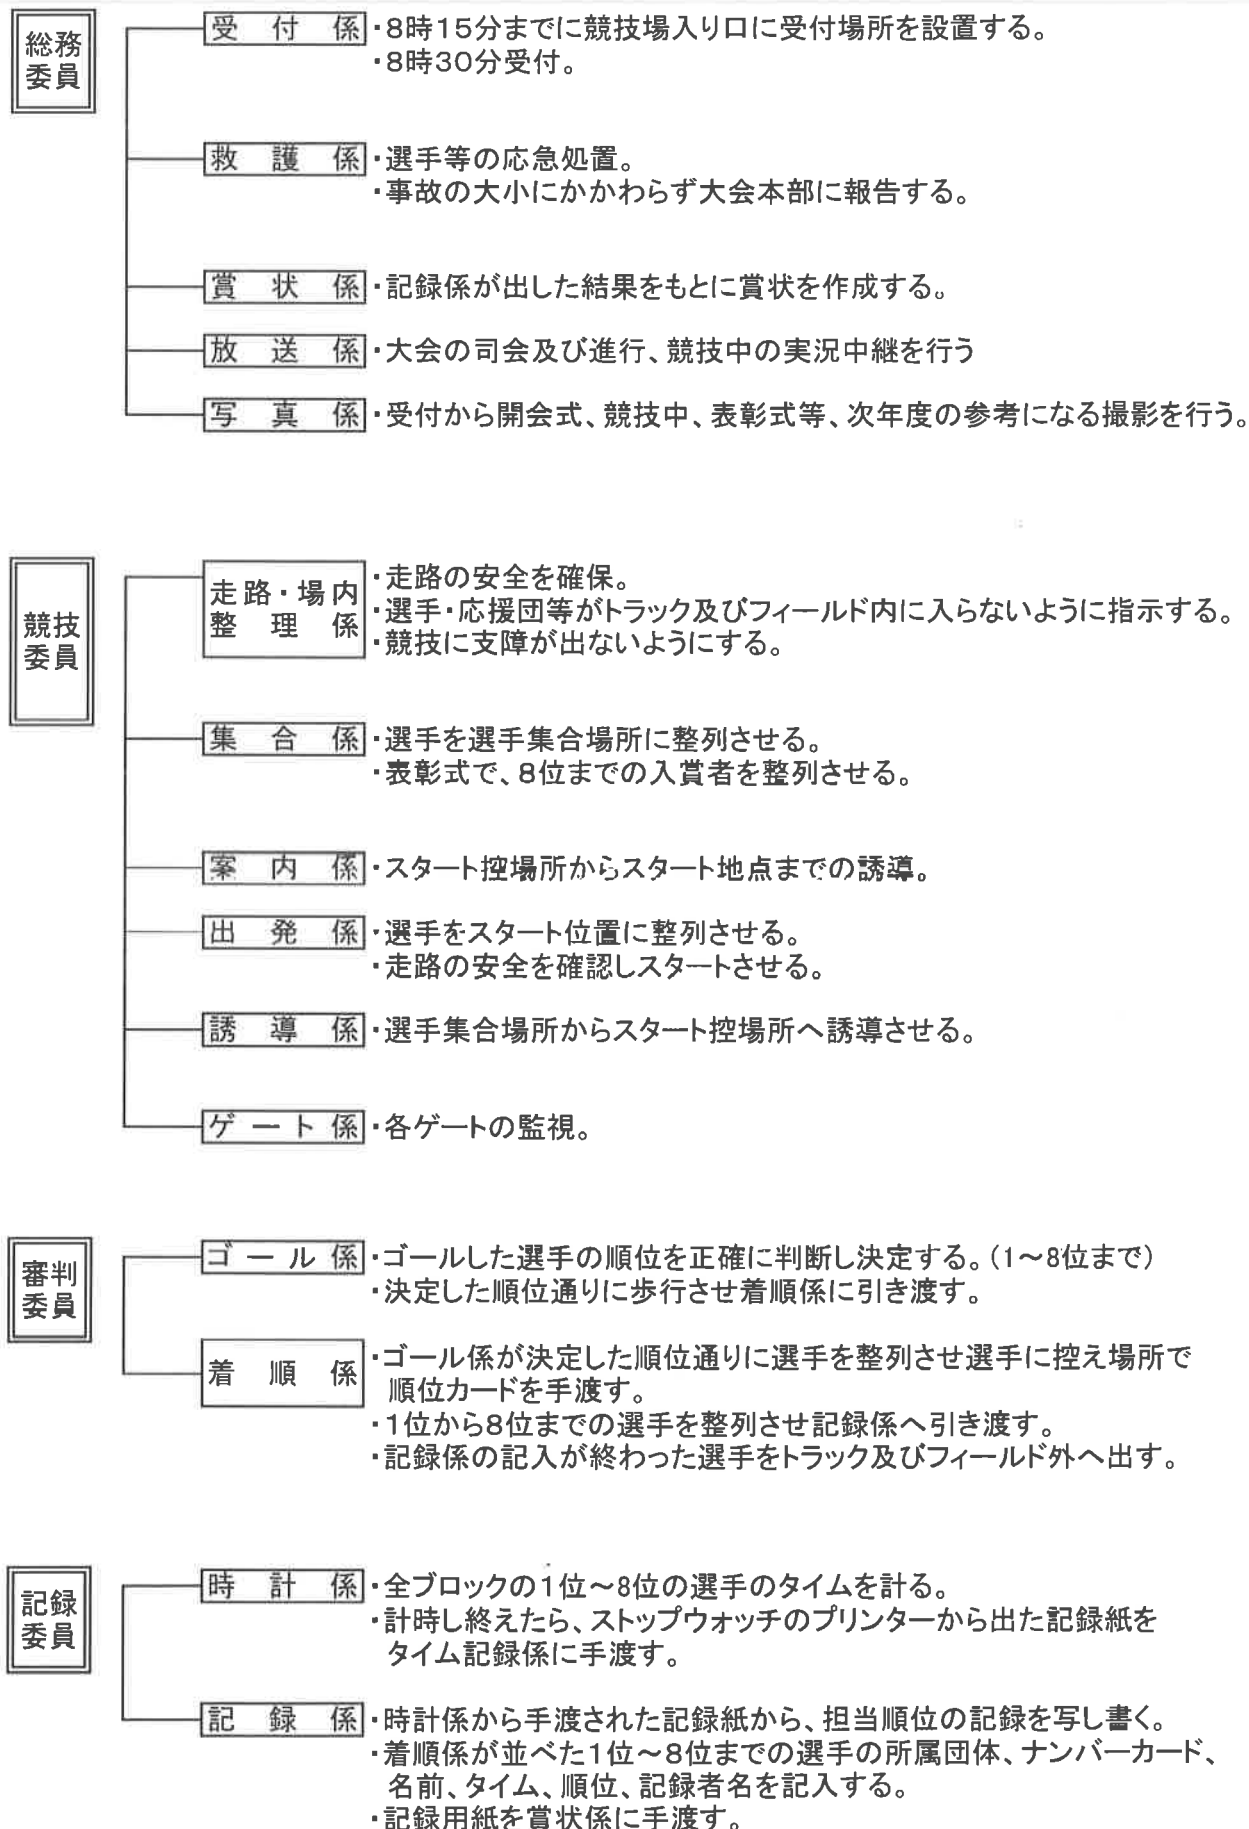 総務
委員
受付係・8時15分までに競技場入り口に受付場所を設置する。
・8時30分受付。
救護係・選手等の応急処置。
・事故の大小にかかわらず大会本部に報告する。
賞状係・記録係が出した結果をもとに賞状を作成する。
放送係・大会の司会及び進行、競技中の実況中継を行う
写真係・受付から開会式、競技中、表彰式等、次年度の参考になる撮影を行う。
競技
委員
走路・場内
整理係
・走路の安全を確保。
・選手・応援団等がトラック及びフィールド内に入らないように指示する。
・競技に支障が出ないようにする。
集合係・選手を選手集合場所に整列させる。
・表彰式で、8位までの入賞者を整列させる。
案内係・スタート控場所からスタート地点までの誘導。
出発係・選手をスタート位置に整列させる。
・走路の安全を確認しスタートさせる。
誘導係・選手集合場所からスタート控場所へ誘導させる。
ゲート係・各ゲートの監視。
審判
委員
ゴール係・ゴールした選手の順位を正確に判断し決定する。(1～8位まで)
・決定した順位通りに歩行させ着順係に引き渡す。
着順係
・ゴール係が決定した順位通りに選手を整列させ選手に控え場所で
順位カードを手渡す。
・1位から8位までの選手を整列させ記録係へ引き渡す。
・記録係の記入が終わった選手をトラック及びフィールド外へ出す。
記録
委員
時計係・全ブロックの1位～8位の選手のタイムを計る。
・計時し終えたら、ストップウォッチのプリンターから出た記録紙を
タイム記録係に手渡す。
記録係・時計係から手渡された記録紙から、担当順位の記録を写し書く。
・着順係が並べた1位～8位までの選手の所属団体、ナンバーカード、
名前、タイム、順位、記録者名を記入する。
・記録用紙を賞状係に手渡す。